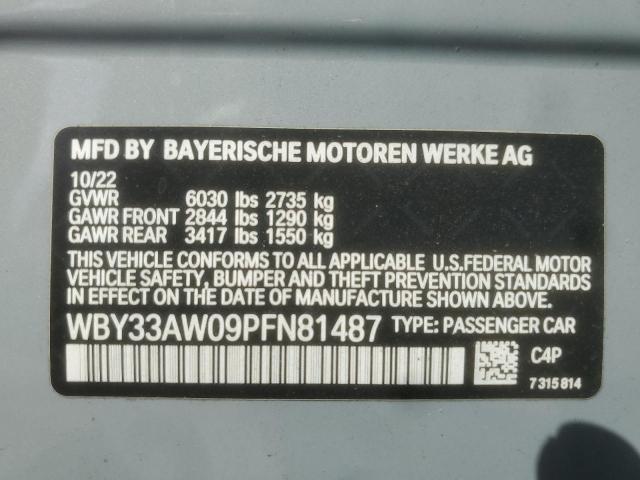 MFD BY BAYERISCHE MOTOREN WERKE AG
10/22
GVWR 6030 lbs 2735 kg
GAWR FRONT 2844 lbs 1290 kg
GAWR REAR 3417 lbs 1550 kg
THIS VEHICLE CONFORMS TO ALL APPLICABLE U.S.FEDERAL MOTOR
VEHICLE SAFETY, BUMPER AND THEFT PREVENTION STANDARDS
IN EFFECT ON THE DATE OF MANUFACTURE SHOWN ABOVE.
WBY33AW09PFN81487 TYPE: PASSENGER CAR
C4P
7 315 814